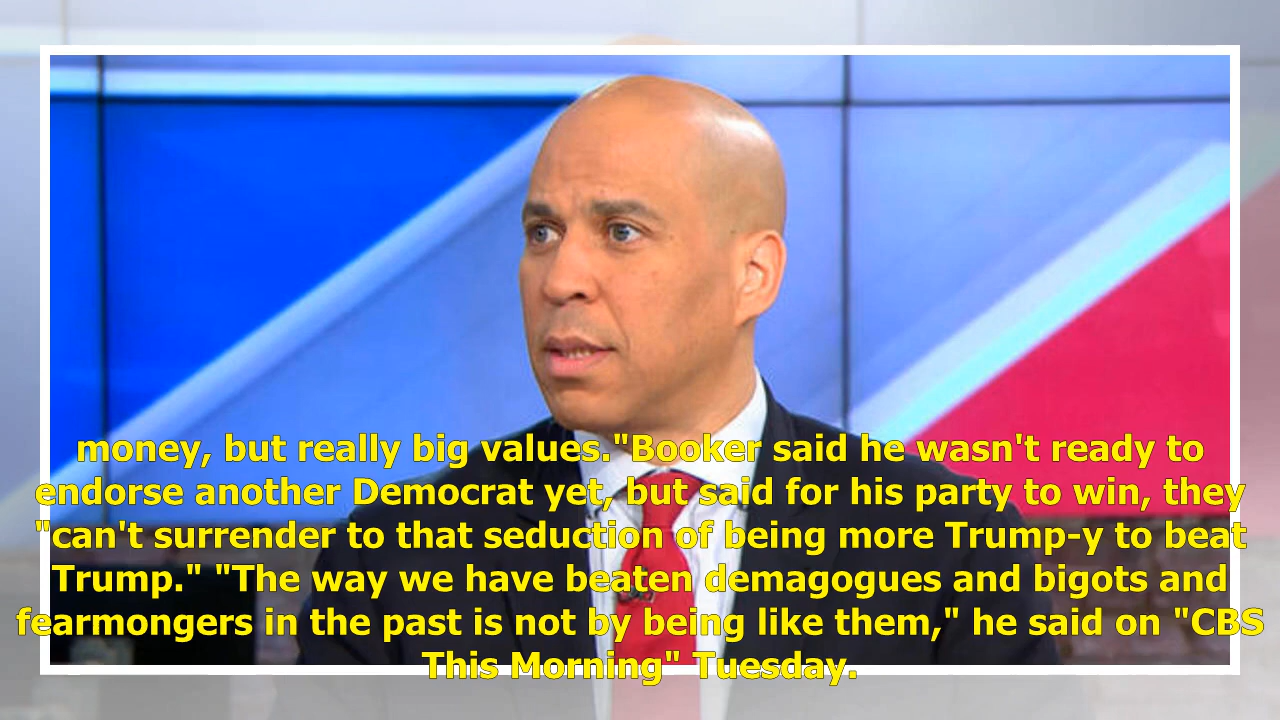 money, but really big values."Booker said he wasn't ready to
endorse another Democrat yet, but said for his party to win, they
"can't surrender to that seduction of being more Trump-y to beat
Trump." "The way we have beaten demagogues and bigots and
fearmongers in the past is not by being like them," he said on "CBS
This Morning" Tuesday.